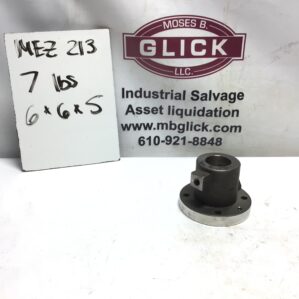 MEZ 213
7 lbs
6 x 6 x 5
MOSES B.
GLICK
LLC.
Industrial Salvage
Asset liquidation
www.mbglick.com
610-921-8848